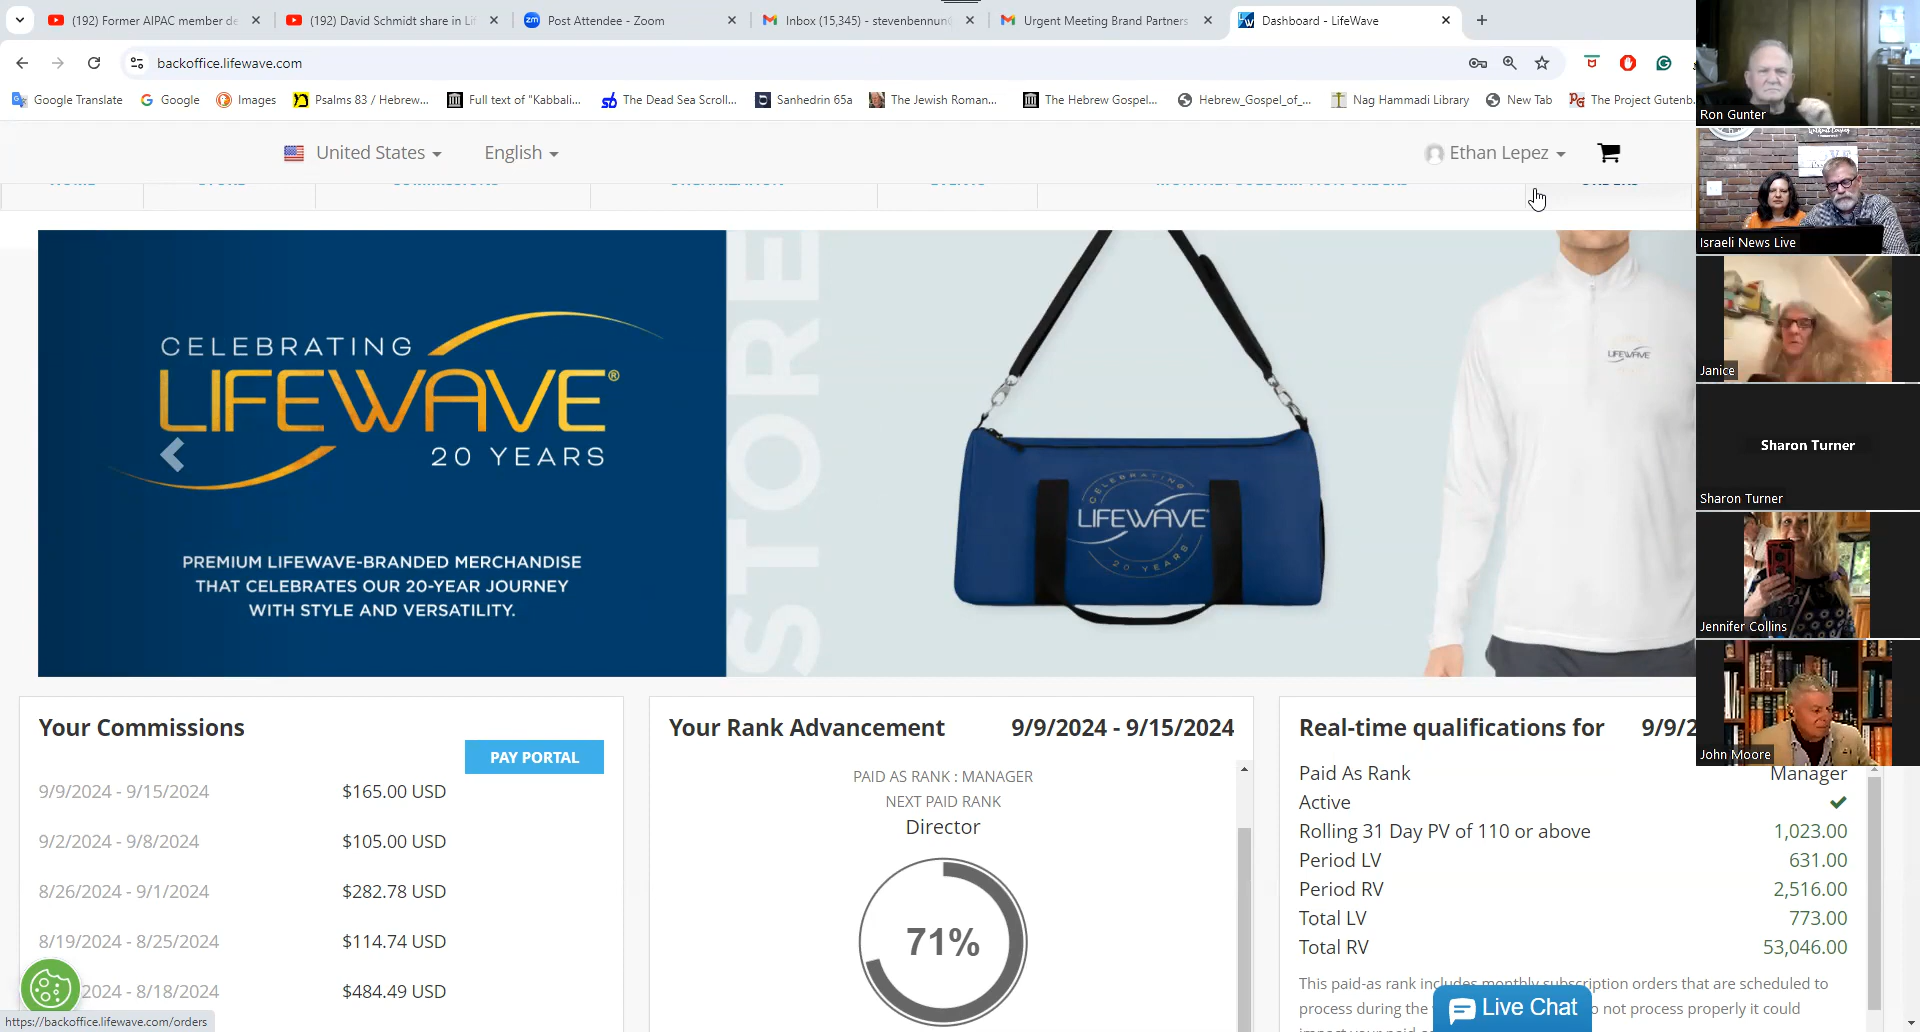 (192) Former AIPAC member de
(192) David Schmidt share in Lif
zm Post Attendee - Zoom
Inbox (15,345) - stevenbennun
Urgent Meeting Brand Partners
Dashboard - LifeWave
backoffice.lifewave.com
Google Translate
Google
Images
Psalms 83 / Hebrew...
Full text of "Kabbali...
The Dead Sea Scroll...
Sanhedrin 65a
The Jewish Roman...
The Hebrew Gospel...
Hebrew_Gospel_of_...
Nag Hammadi Library
New Tab
The Project Gutenb
United States
English
Ethan Lepez
CELEBRATING
LIFEWAVE®
20 YEARS
PREMIUM LIFEWAVE-BRANDED MERCHANDISE
THAT CELEBRATES OUR 20-YEAR JOURNEY
WITH STYLE AND VERSATILITY.
STORE
CELEBRATING
LIFEWAVE
20 YEARS
LIFEWAVE
Your Commissions
PAY PORTAL
9/9/2024 - 9/15/2024 $165.00 USD
9/2/2024 - 9/8/2024 $105.00 USD
8/26/2024 - 9/1/2024 $282.78 USD
8/19/2024 - 8/25/2024 $114.74 USD
2024 - 8/18/2024 $484.49 USD
https://backoffice.lifewave.com/orders
Your Rank Advancement 9/9/2024 - 9/15/2024
PAID AS RANK : MANAGER
NEXT PAID RANK
Director
71%
Real-time qualifications for 9/9/2
Paid As Rank Manager
Active
Rolling 31 Day PV of 110 or above 1,023.00
Period LV 631.00
Period RV 2,516.00
Total LV 773.00
Total RV 53,046.00
This paid-as rank includes monthly subscription orders that are scheduled to
process during the
not process properly it could
Live Chat
Ron Gunter
Israeli News Live
Janice
Sharon Turner
Sharon Turner
Jennifer Collins
John Moore